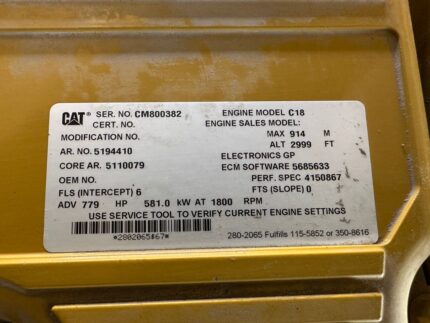 CAT® SER. NO. CM800382 ENGINE MODEL C18
CERT. NO. ENGINE SALES MODEL:
MODIFICATION NO. MAX 914 M
AR. NO. 5194410 ALT 2999 FT
CORE AR. 5110079 ELECTRONICS GP
OEM NO. ECM SOFTWARE 5685633
FLS (INTERCEPT) 6 PERF. SPEC 4150867
ADV 779 HP 581.0 kW AT 1800 RPM FTS (SLOPE) 0
USE SERVICE TOOL TO VERIFY CURRENT ENGINE SETTINGS
*2802065#67* 280-2065 Fulfills 115-5852 or 350-8616